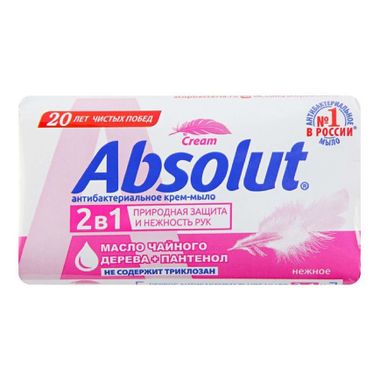 20 ЛЕТ ЧИСТЫХ ПОБЕД
АНТИБАКТЕРИАЛЬНОЕ
№1
В РОССИИ
МЫЛО
Cream
Absolut®
антибактериальное крем-мыло
2в1
ПРИРОДНАЯ ЗАЩИТА
И НЕЖНОСТЬ РУК
МАСЛО ЧАЙНОГО
ДЕРЕВА + ПАНТЕНОЛ
НЕ СОДЕРЖИТ ТРИКЛОЗАН
нежное